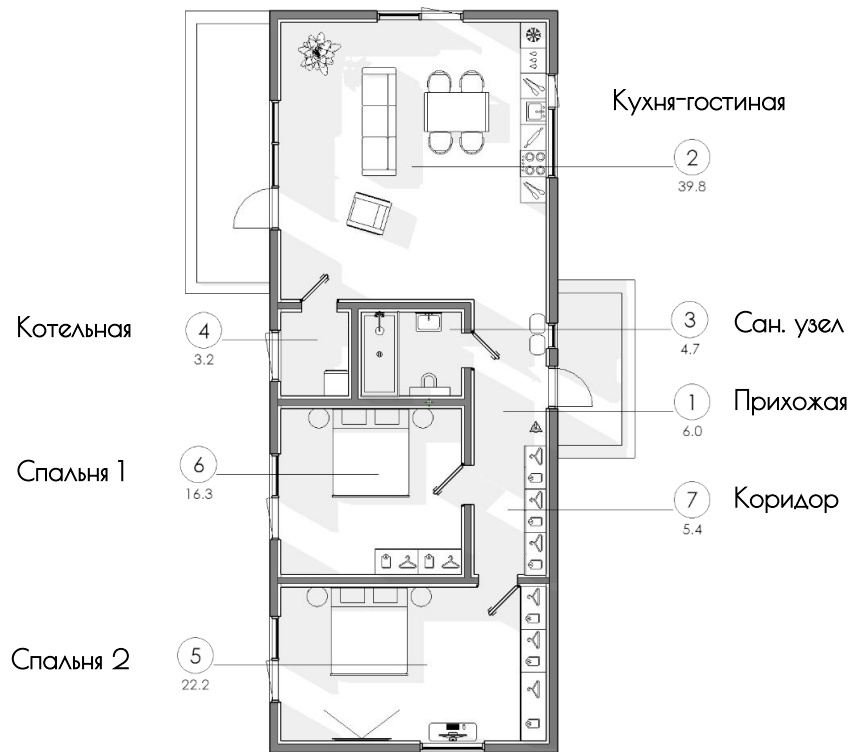 Кухня-гостиная
2
39.8
Котельная
4
3.2
3
4.7
Сан. узел
1
6.0
Прихожая
Спальня 1
6
16.3
7
5.4
Коридор
Спальня 2
5
22.2